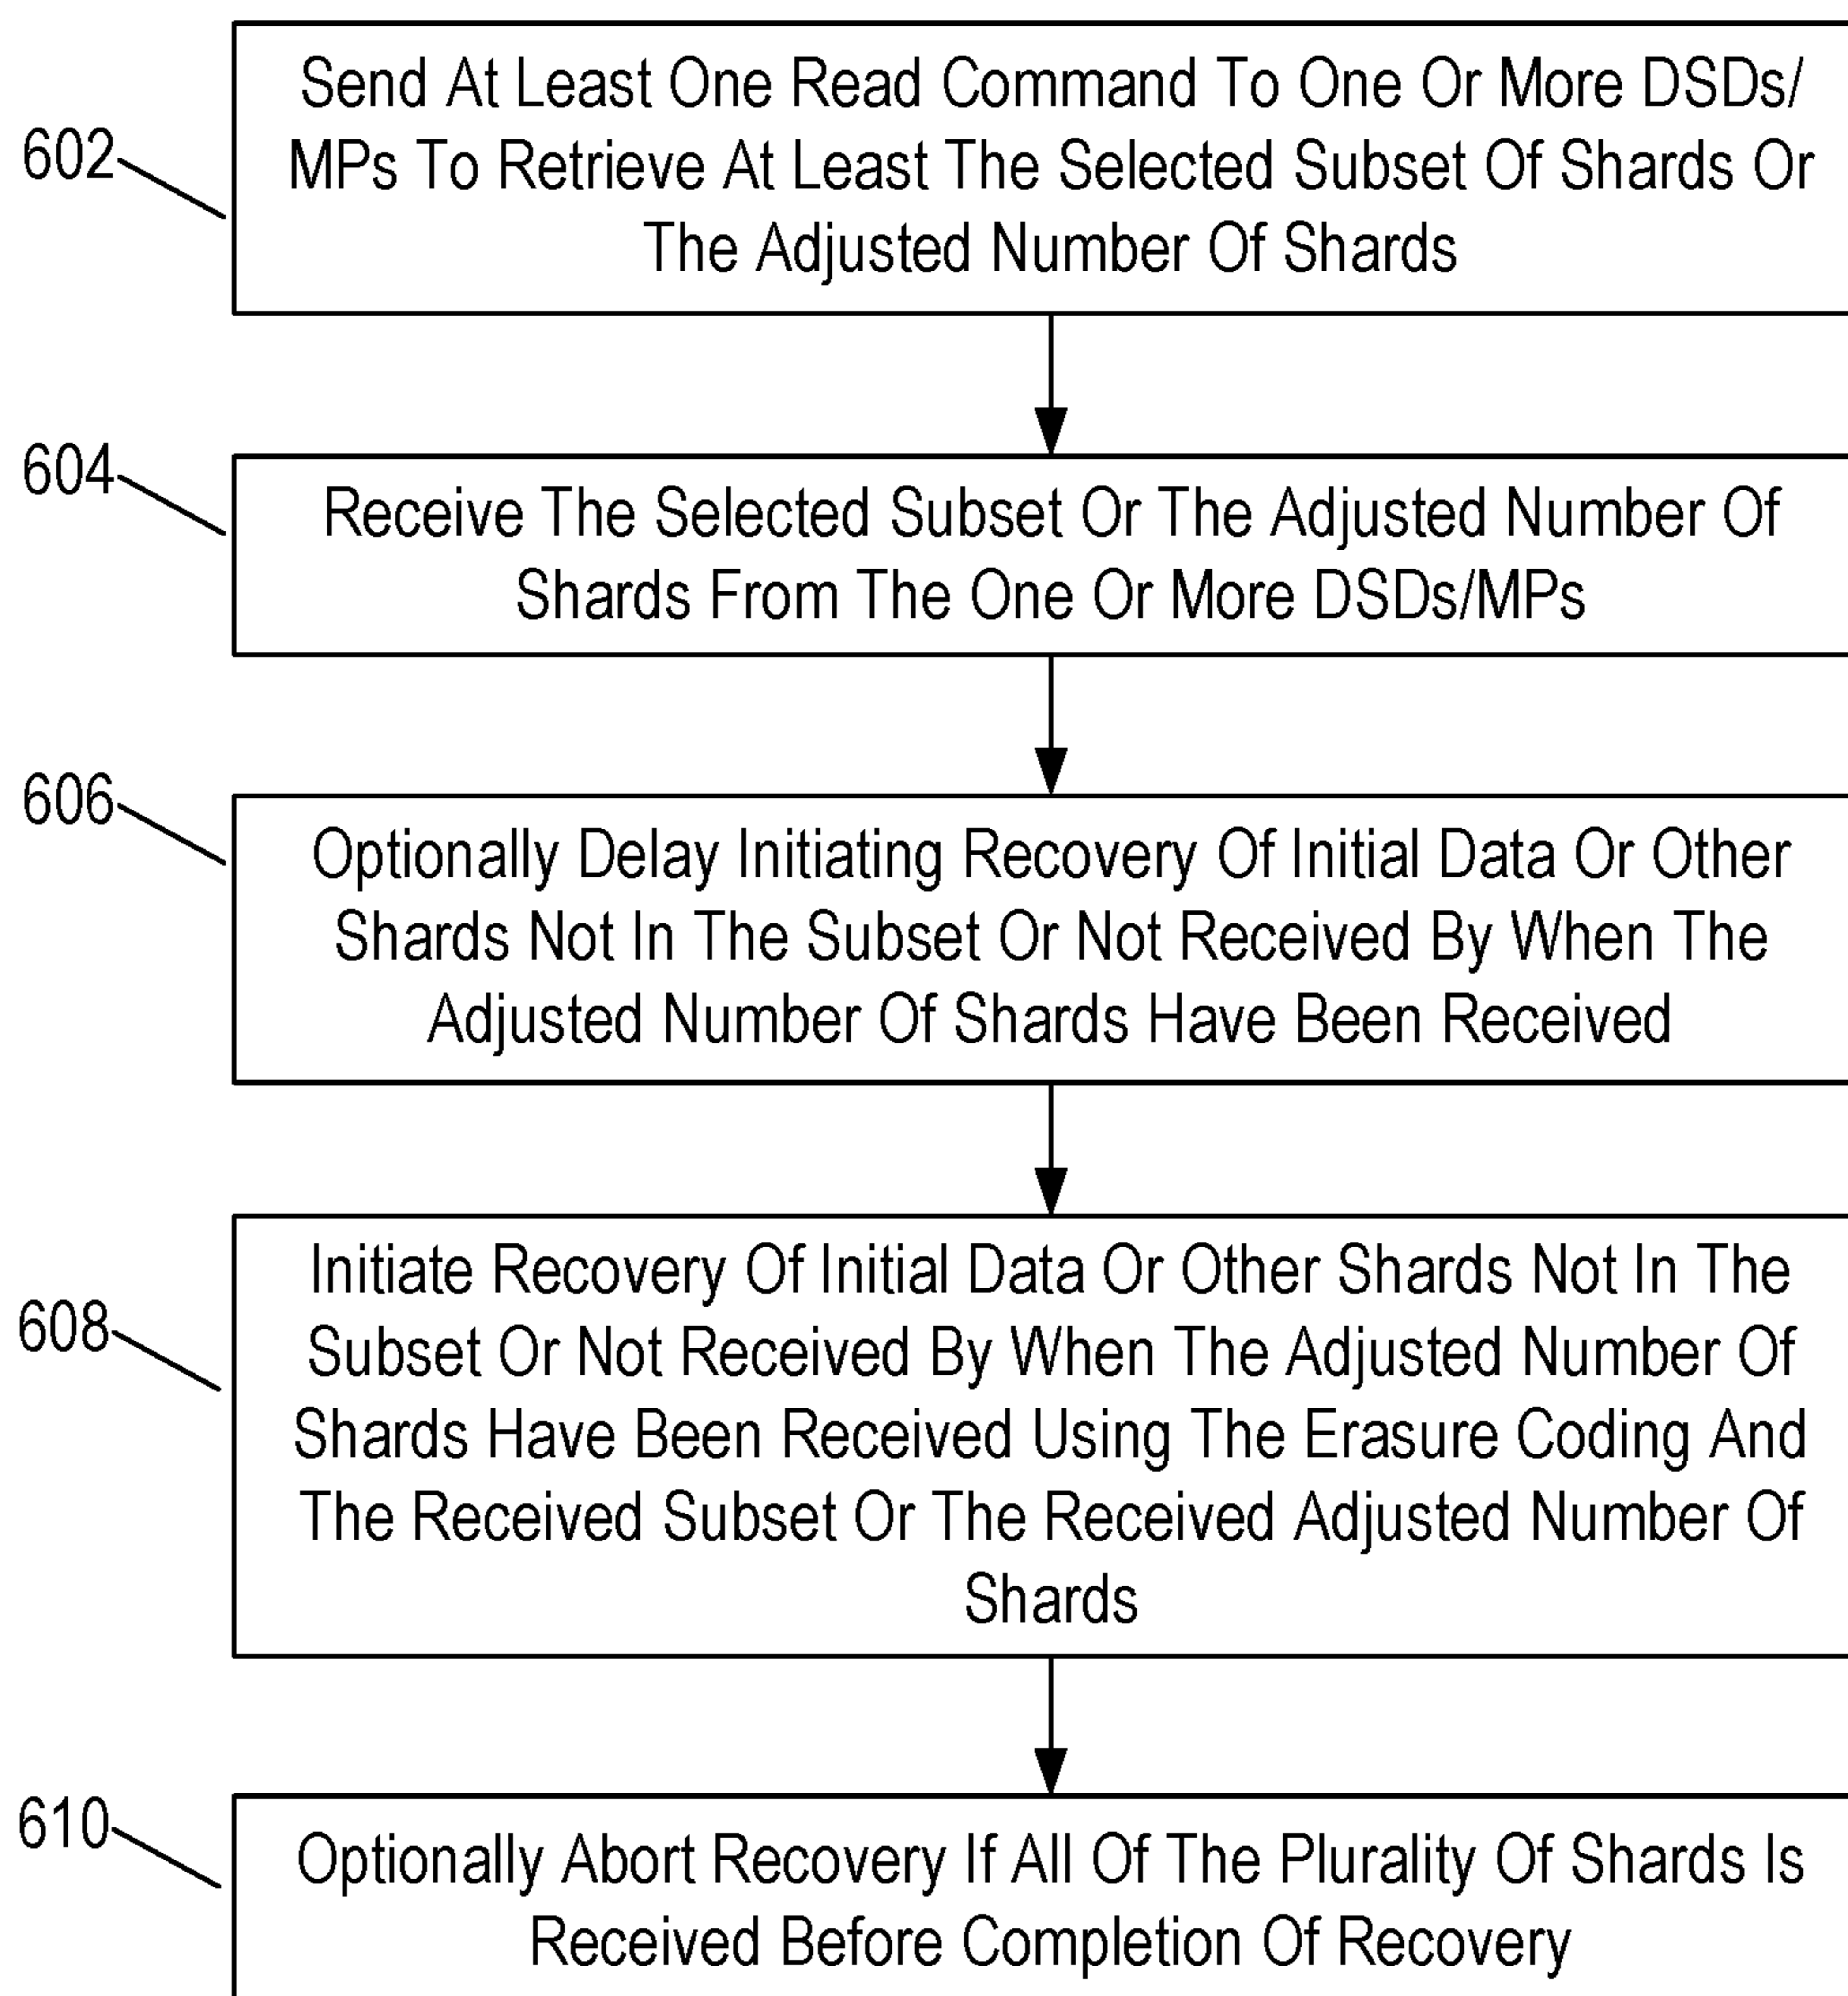 602
Send At Least One Read Command To One Or More DSDs/
MPs To Retrieve At Least The Selected Subset Of Shards Or
The Adjusted Number Of Shards
604
Receive The Selected Subset Or The Adjusted Number Of
Shards From The One Or More DSDs/MPs
606
Optionally Delay Initiating Recovery Of Initial Data Or Other
Shards Not In The Subset Or Not Received By When The
Adjusted Number Of Shards Have Been Received
608
Initiate Recovery Of Initial Data Or Other Shards Not In The
Subset Or Not Received By When The Adjusted Number Of
Shards Have Been Received Using The Erasure Coding And
The Received Subset Or The Received Adjusted Number Of
Shards
610
Optionally Abort Recovery If All Of The Plurality Of Shards Is
Received Before Completion Of Recovery